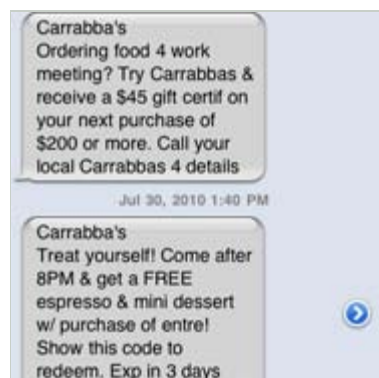 Carrabba's
Ordering food 4 work
meeting? Try Carrabbas &
receive a $45 gift certif on
your next purchase of
$200 or more. Call your
local Carrabbas 4 details
Jul 30, 2010 1:40 PM
Carrabba's
Treat yourself! Come after
8PM & get a FREE
espresso & mini dessert
w/ purchase of entre!
Show this code to
redeem. Exp in 3 days